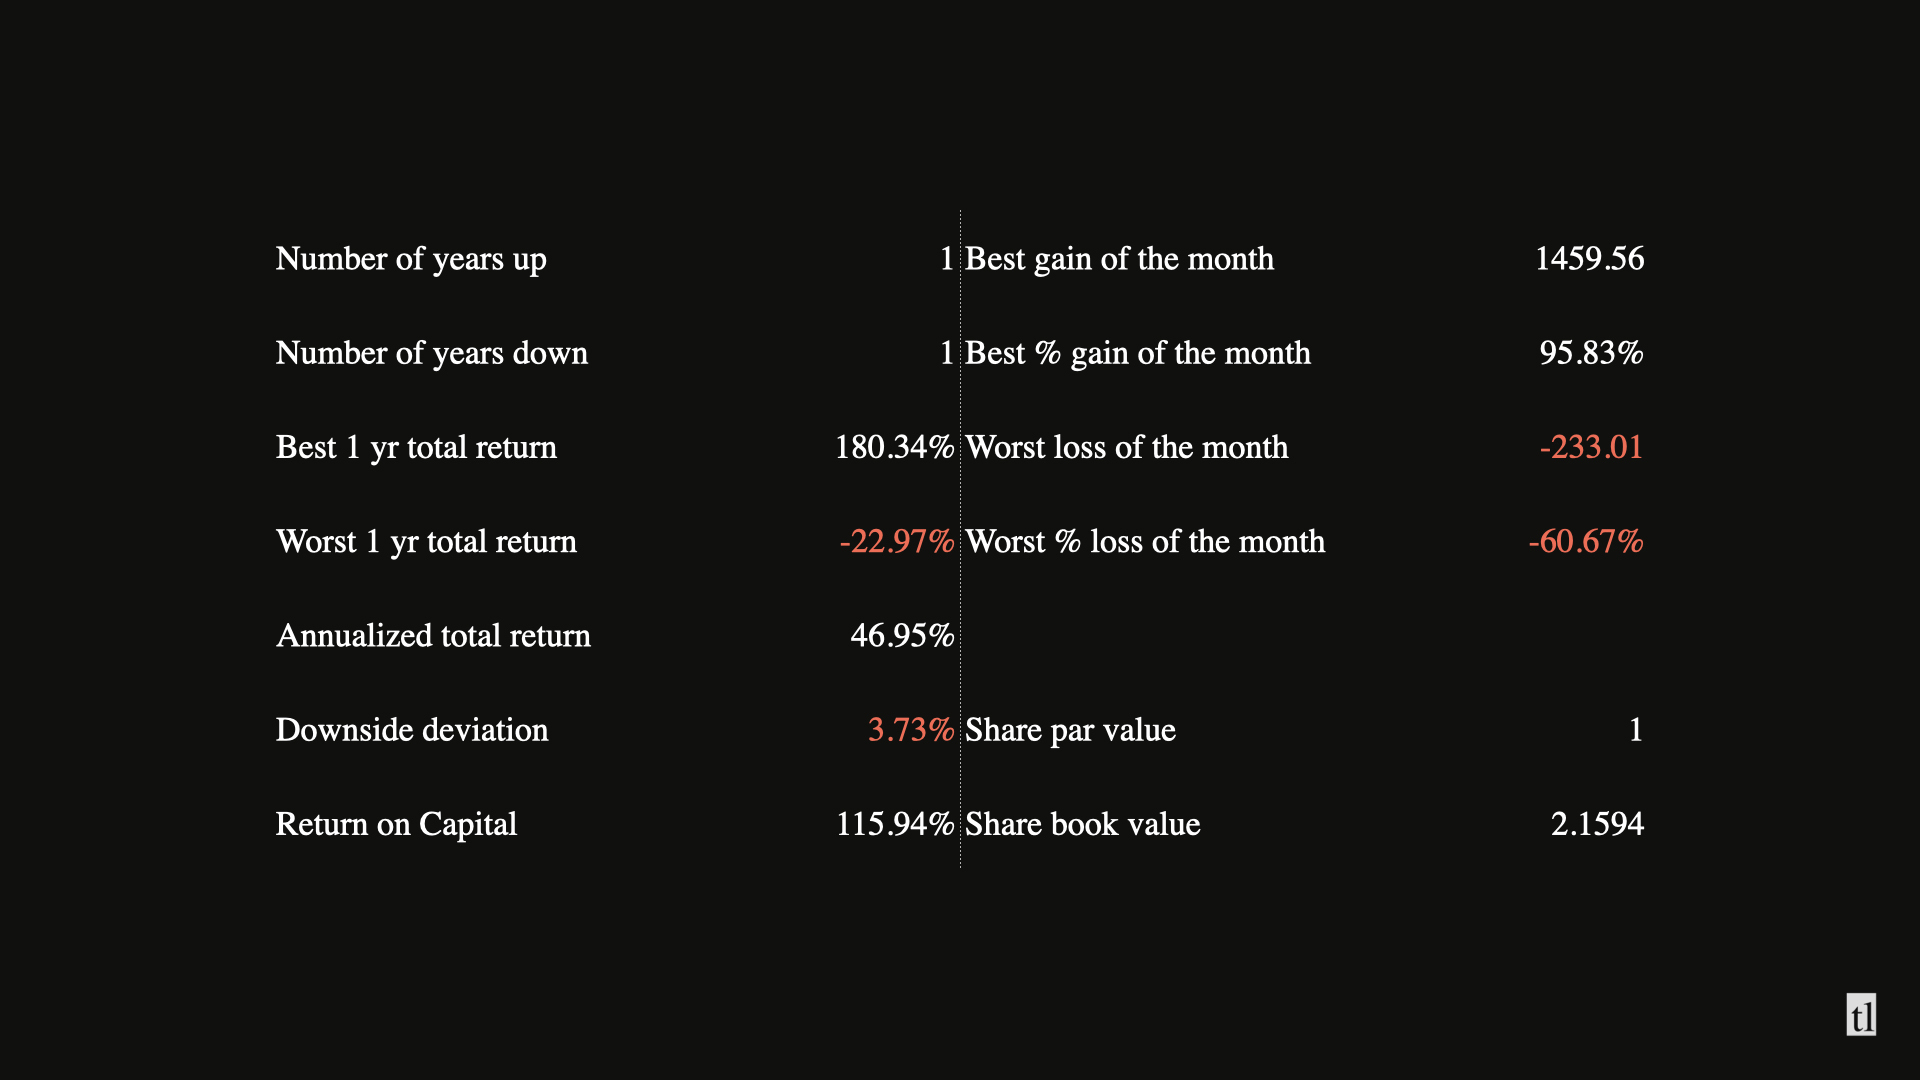 Number of years up 1 Best gain of the month 1459.56
Number of years down 1 Best % gain of the month 95.83%
Best 1 yr total return 180.34% Worst loss of the month -233.01
Worst 1 yr total return -22.97% Worst % loss of the month -60.67%
Annualized total return 46.95%
Downside deviation 3.73% Share par value 1
Return on Capital 115.94% Share book value 2.1594
tl